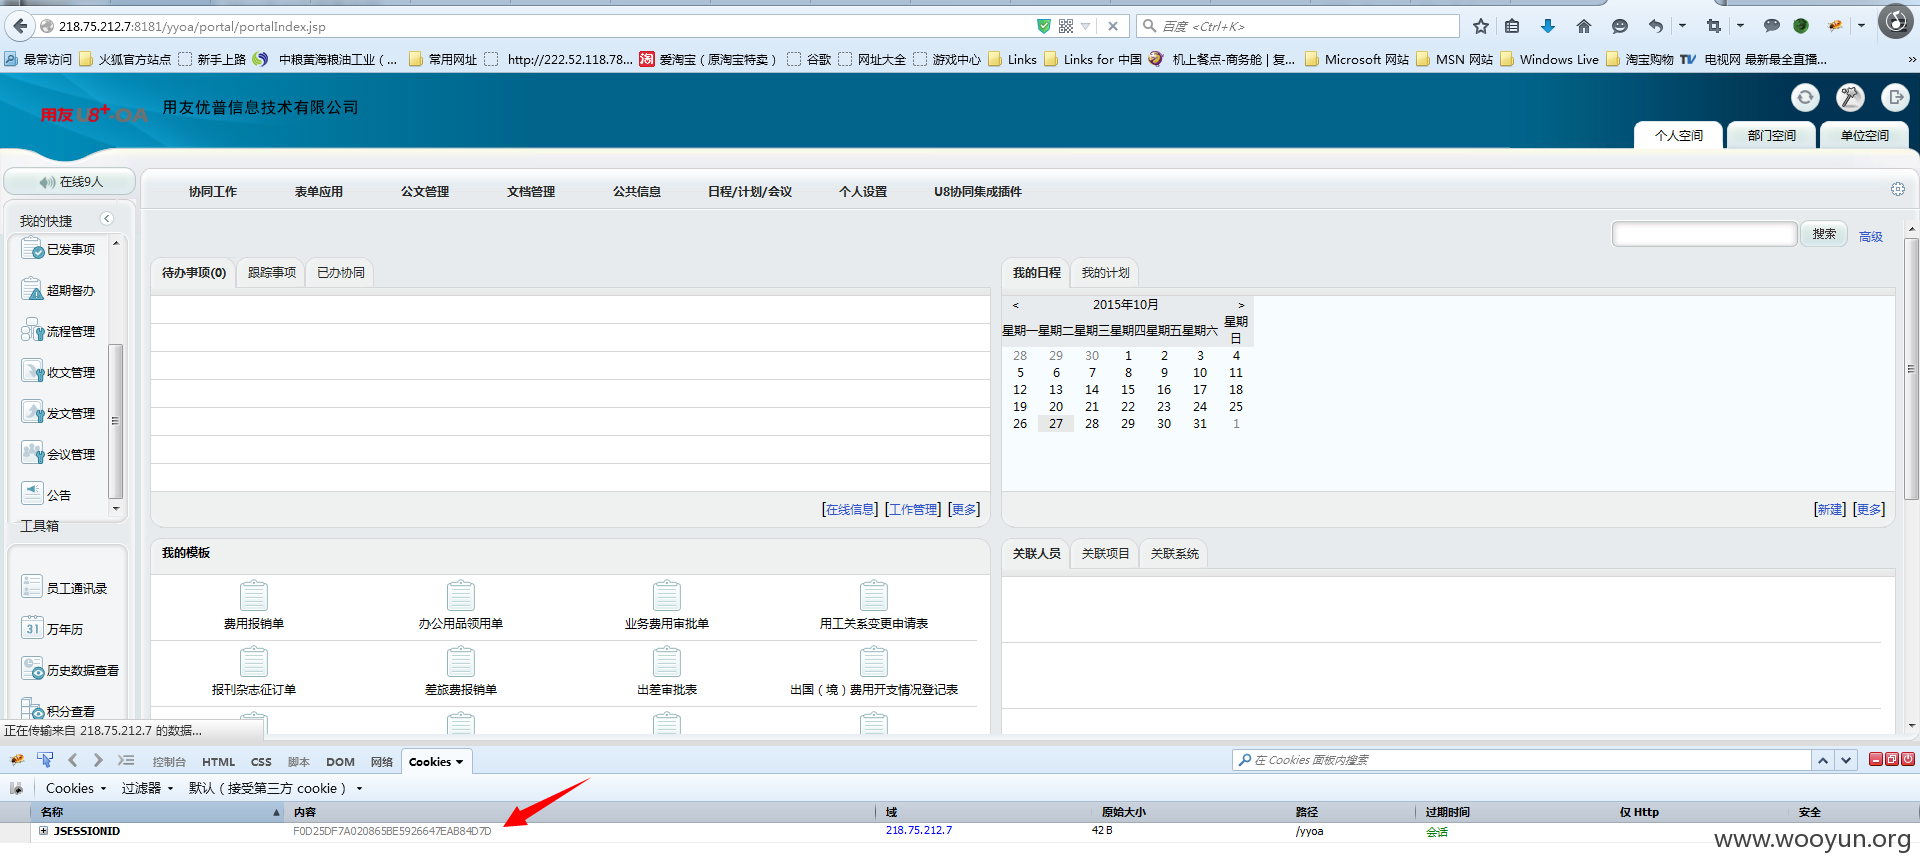 218.75.212.7:8181/yyoa/portal/portalIndex.jsp
百度 <Ctrl+K>
最常访问 火狐官方站点 新手上路 中粮黄海粮油工业（... 常用网址 http://222.52.118.78... 爱淘宝（原淘宝特卖） 谷歌 网址大全 游戏中心 Links Links for 中国 机上餐点-商务舱 | 复... Microsoft 网站 MSN 网站 Windows Live 淘宝购物 电视网 最新最全直播... »
用友U8+-OA 用友优普信息技术有限公司
个人空间 部门空间 单位空间
在线9人
协同工作 表单应用 公文管理 文档管理 公共信息 日程/计划/会议 个人设置 U8协同集成插件
我的快捷
已发事项
超期督办
流程管理
收文管理
发文管理
会议管理
公告
工具箱
员工通讯录
31 万年历
历史数据查看
积分查看
搜索 高级
待办事项(0) 跟踪事项 已办协同
[在线信息] [工作管理] [更多]
我的日程 我的计划
< 2015年10月 >
星期一 星期二 星期三 星期四 星期五 星期六 星期日
28 29 30 1 2 3 4
5 6 7 8 9 10 11
12 13 14 15 16 17 18
19 20 21 22 23 24 25
26 27 28 29 30 31 1
[新建] [更多]
我的模板
费用报销单 办公用品领用单 业务费用审批单 用工关系变更申请表
报刊杂志征订单 差旅费报销单 出差审批表 出国（境）费用开支情况登记表
关联人员 关联项目 关联系统
正在传输来自 218.75.212.7 的数据...
控制台 HTML CSS 脚本 DOM 网络 Cookies
在 Cookies 面板内搜索
Cookies 过滤器 默认（接受第三方 cookie）
名称 内容 域 原始大小 路径 过期时间 仅 Http 安全
JSESSIONID F0D25DF7A020865BE5926647EAB84D7D 218.75.212.7 42 B /yyoa 会话
www.wooyun.org